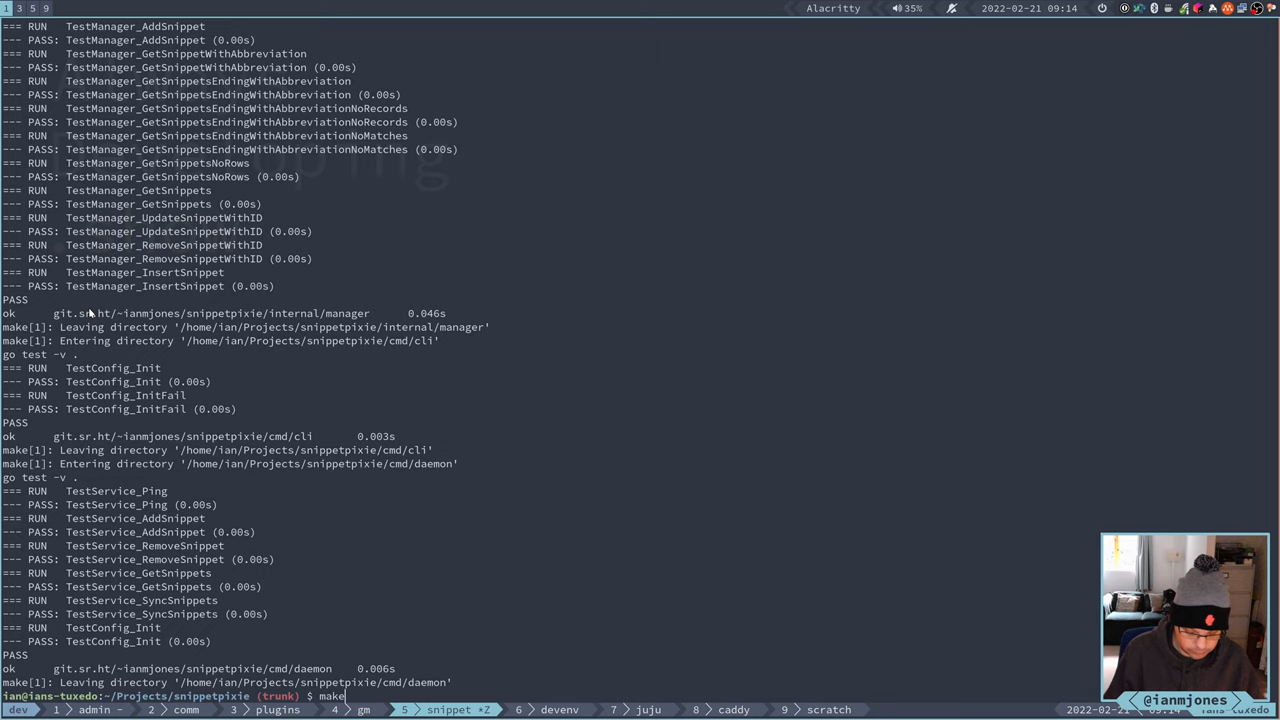 1 3 5 9 Alacritty 35% 2022-02-21 09:14
=== RUN TestManager_AddSnippet
--- PASS: TestManager_AddSnippet (0.00s)
=== RUN TestManager_GetSnippetWithAbbreviation
--- PASS: TestManager_GetSnippetWithAbbreviation (0.00s)
=== RUN TestManager_GetSnippetsEndingWithAbbreviation
--- PASS: TestManager_GetSnippetsEndingWithAbbreviation (0.00s)
=== RUN TestManager_GetSnippetsEndingWithAbbreviationNoRecords
--- PASS: TestManager_GetSnippetsEndingWithAbbreviationNoRecords (0.00s)
=== RUN TestManager_GetSnippetsEndingWithAbbreviationNoMatches
--- PASS: TestManager_GetSnippetsEndingWithAbbreviationNoMatches (0.00s)
=== RUN TestManager_GetSnippetsNoRows
--- PASS: TestManager_GetSnippetsNoRows (0.00s)
=== RUN TestManager_GetSnippets
--- PASS: TestManager_GetSnippets (0.00s)
=== RUN TestManager_UpdateSnippetWithID
--- PASS: TestManager_UpdateSnippetWithID (0.00s)
=== RUN TestManager_RemoveSnippetWithID
--- PASS: TestManager_RemoveSnippetWithID (0.00s)
=== RUN TestManager_InsertSnippet
--- PASS: TestManager_InsertSnippet (0.00s)
PASS
ok git.sr.ht/~ianmjones/snippetpixie/internal/manager 0.046s
make[1]: Leaving directory '/home/ian/Projects/snippetpixie/internal/manager'
make[1]: Entering directory '/home/ian/Projects/snippetpixie/cmd/cli'
go test -v .
=== RUN TestConfig_Init
--- PASS: TestConfig_Init (0.00s)
=== RUN TestConfig_InitFail
--- PASS: TestConfig_InitFail (0.00s)
PASS
ok git.sr.ht/~ianmjones/snippetpixie/cmd/cli 0.003s
make[1]: Leaving directory '/home/ian/Projects/snippetpixie/cmd/cli'
make[1]: Entering directory '/home/ian/Projects/snippetpixie/cmd/daemon'
go test -v .
=== RUN TestService_Ping
--- PASS: TestService_Ping (0.00s)
=== RUN TestService_AddSnippet
--- PASS: TestService_AddSnippet (0.00s)
=== RUN TestService_RemoveSnippet
--- PASS: TestService_RemoveSnippet (0.00s)
=== RUN TestService_GetSnippets
--- PASS: TestService_GetSnippets (0.00s)
=== RUN TestService_SyncSnippets
--- PASS: TestService_SyncSnippets (0.00s)
=== RUN TestConfig_Init
--- PASS: TestConfig_Init (0.00s)
PASS
ok git.sr.ht/~ianmjones/snippetpixie/cmd/daemon 0.006s
make[1]: Leaving directory '/home/ian/Projects/snippetpixie/cmd/daemon'
ian@ians-tuxedo:~/Projects/snippetpixie (trunk) $ make
@ianmjones
dev 1 admin - 2 comm 3 plugins 4 gm 5 snippet *Z 6 devenv 7 juju 8 caddy 9 scratch 2022-02-21